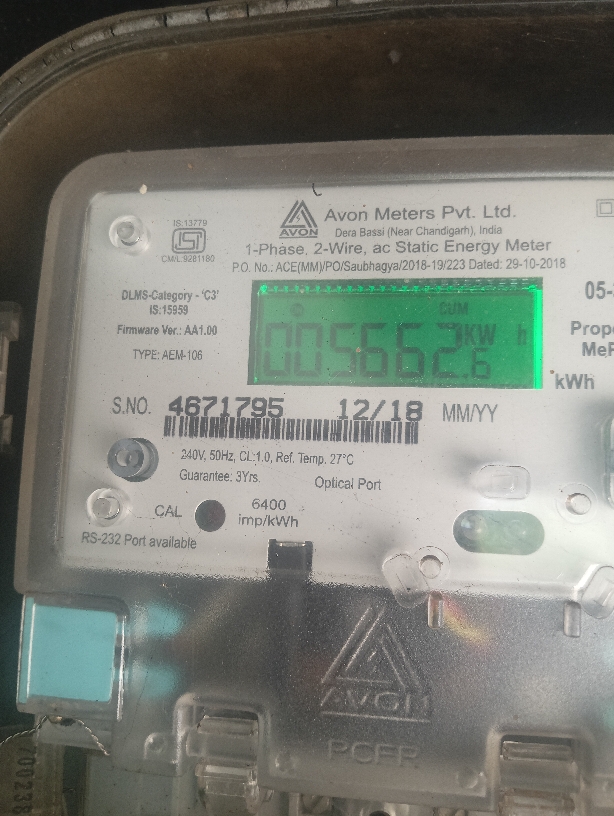 IS:13779
ISI
CM/L:9281180
AVON
Avon Meters Pvt. Ltd.
Dera Bassi (Near Chandigarh), India
1-Phase, 2-Wire, ac Static Energy Meter
P.O. No.: ACE(MM)/PO/Saubhagya/2018-19/223 Dated: 29-10-2018
DLMS-Category - 'C3'
IS:15959
Firmware Ver.: AA1.00
TYPE: AEM-106
CUM
005662.6 KW h
05-
Prope
MeP
kWh
S.NO. 4671795 12/18 MM/YY
240V, 50Hz, CL:1.0, Ref. Temp. 27°C
Guarantee: 3Yrs.
Optical Port
CAL
6400
imp/kWh
RS-232 Port available
AVON